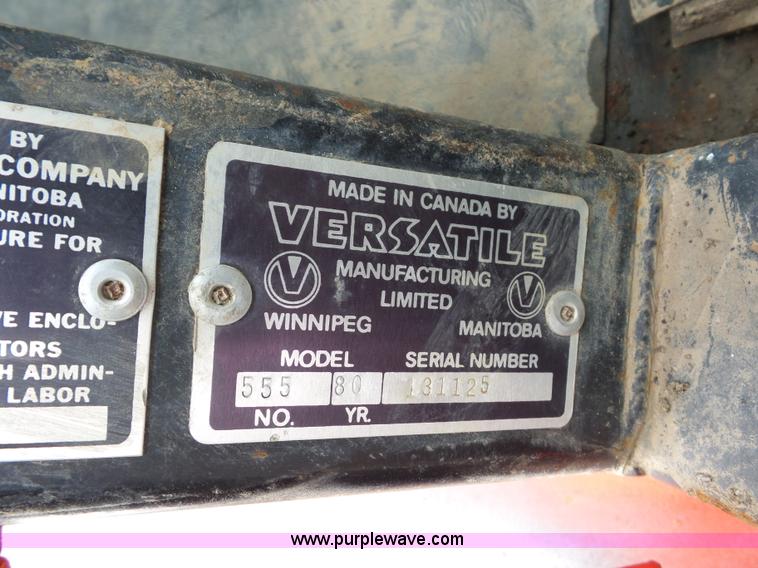 BY
COMPANY
NITOBA
ORATION
URE FOR
VE ENCLO-
TORS
H ADMIN-
LABOR
MADE IN CANADA BY
VERSATILE
MANUFACTURING
LIMITED
WINNIPEG MANITOBA
MODEL SERIAL NUMBER
555 80 131125
NO. YR.
www.purplewave.com